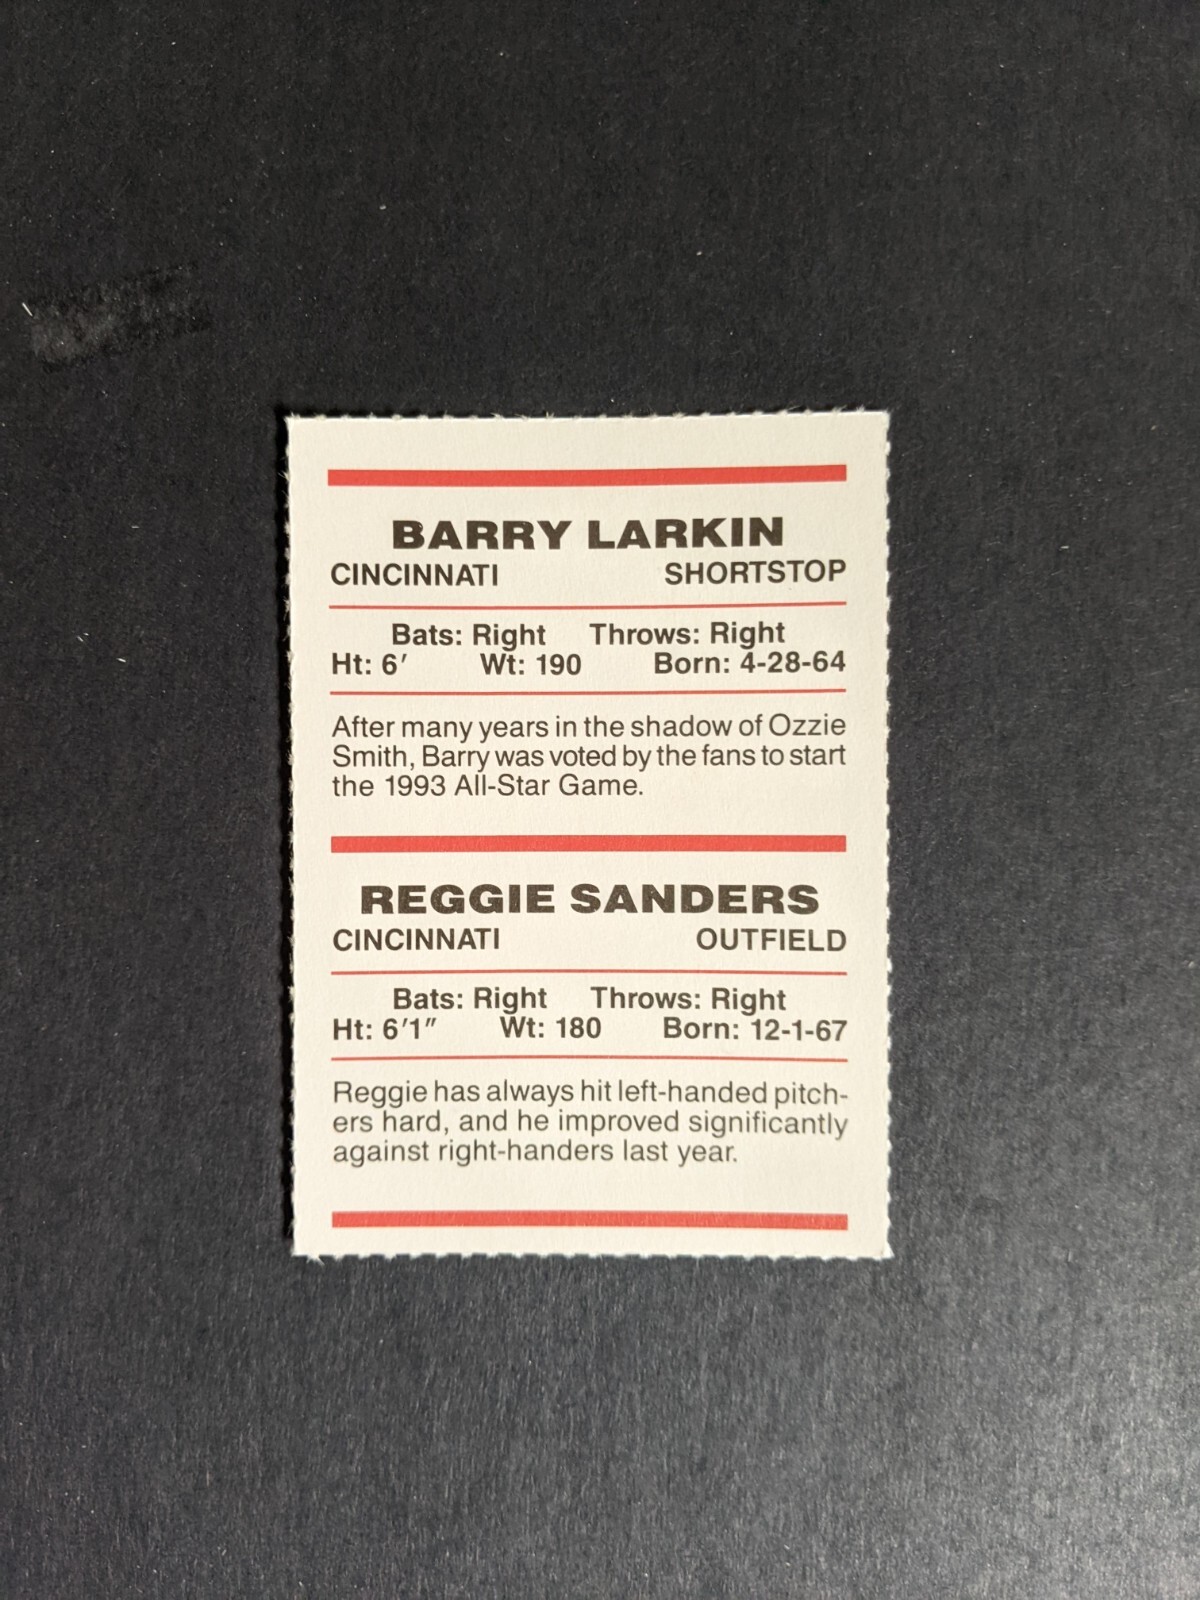 BARRY LARKIN
CINCINNATI SHORTSTOP
Bats: Right Throws: Right
Ht: 6′ Wt: 190 Born: 4-28-64
After many years in the shadow of Ozzie
Smith, Barry was voted by the fans to start
the 1993 All-Star Game.
REGGIE SANDERS
CINCINNATI OUTFIELD
Bats: Right Throws: Right
Ht: 6′1″ Wt: 180 Born: 12-1-67
Reggie has always hit left-handed pitch-
ers hard, and he improved significantly
against right-handers last year.